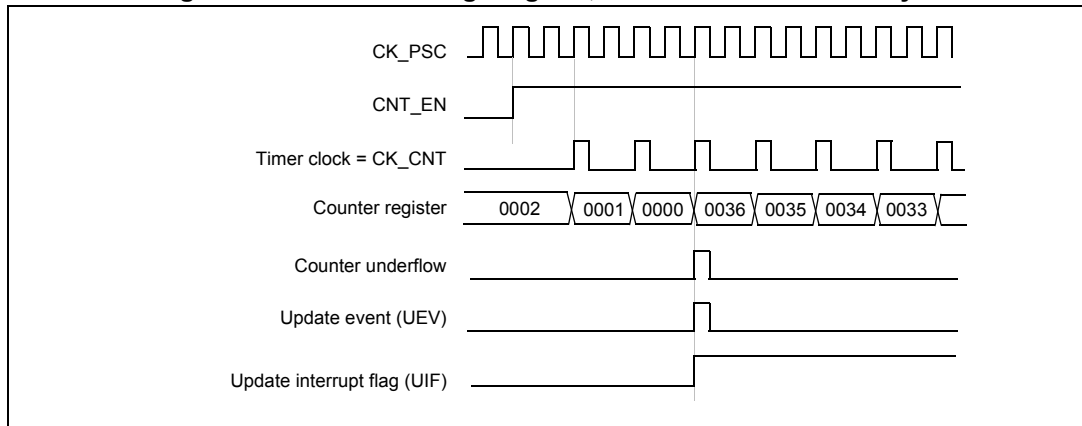 CK_PSC
CNT_EN
Timer clock = CK_CNT
Counter register 0002 0001 0000 0036 0035 0034 0033
Counter underflow
Update event (UEV)
Update interrupt flag (UIF)